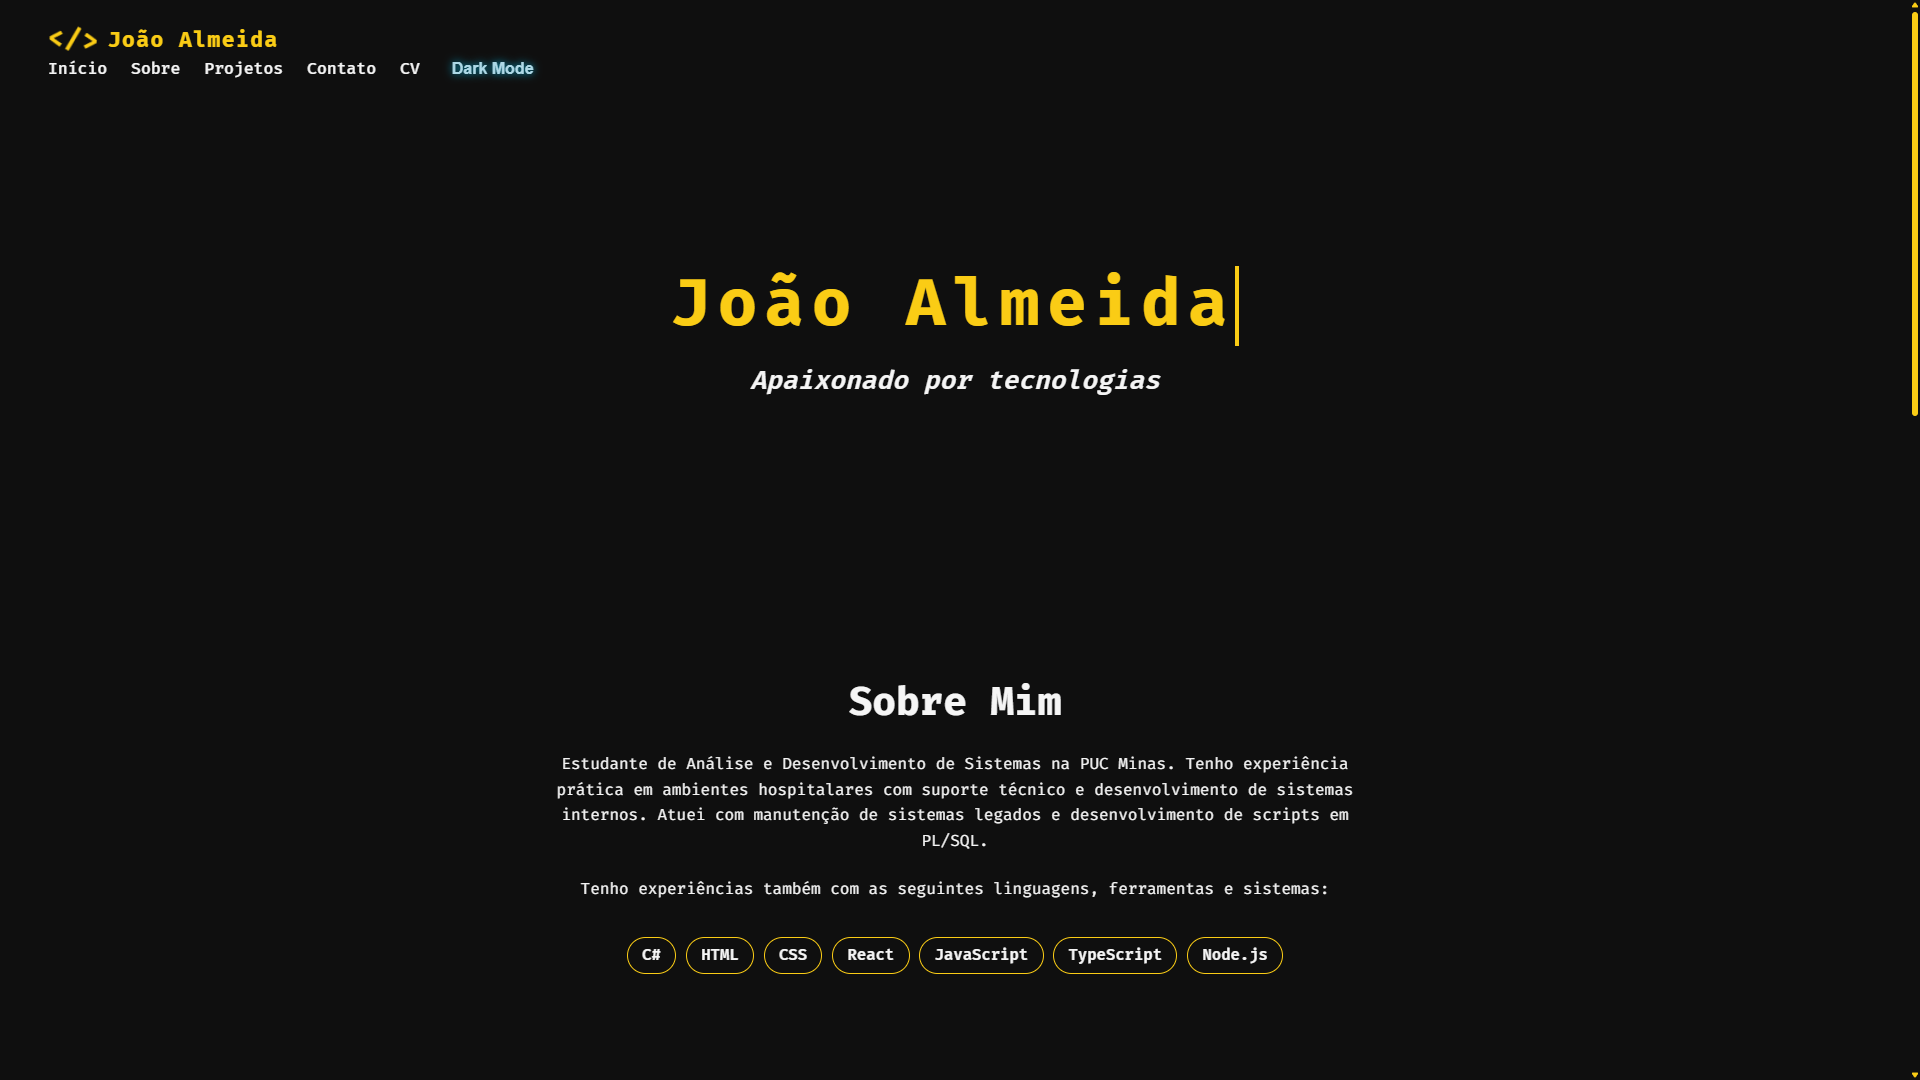 </> João Almeida
Início Sobre Projetos Contato CV Dark Mode
João Almeida
Apaixonado por tecnologias
Sobre Mim
Estudante de Análise e Desenvolvimento de Sistemas na PUC Minas. Tenho experiência
prática em ambientes hospitalares com suporte técnico e desenvolvimento de sistemas
internos. Atuei com manutenção de sistemas legados e desenvolvimento de scripts em
PL/SQL.
Tenho experiências também com as seguintes linguagens, ferramentas e sistemas:
C# HTML CSS React JavaScript TypeScript Node.js